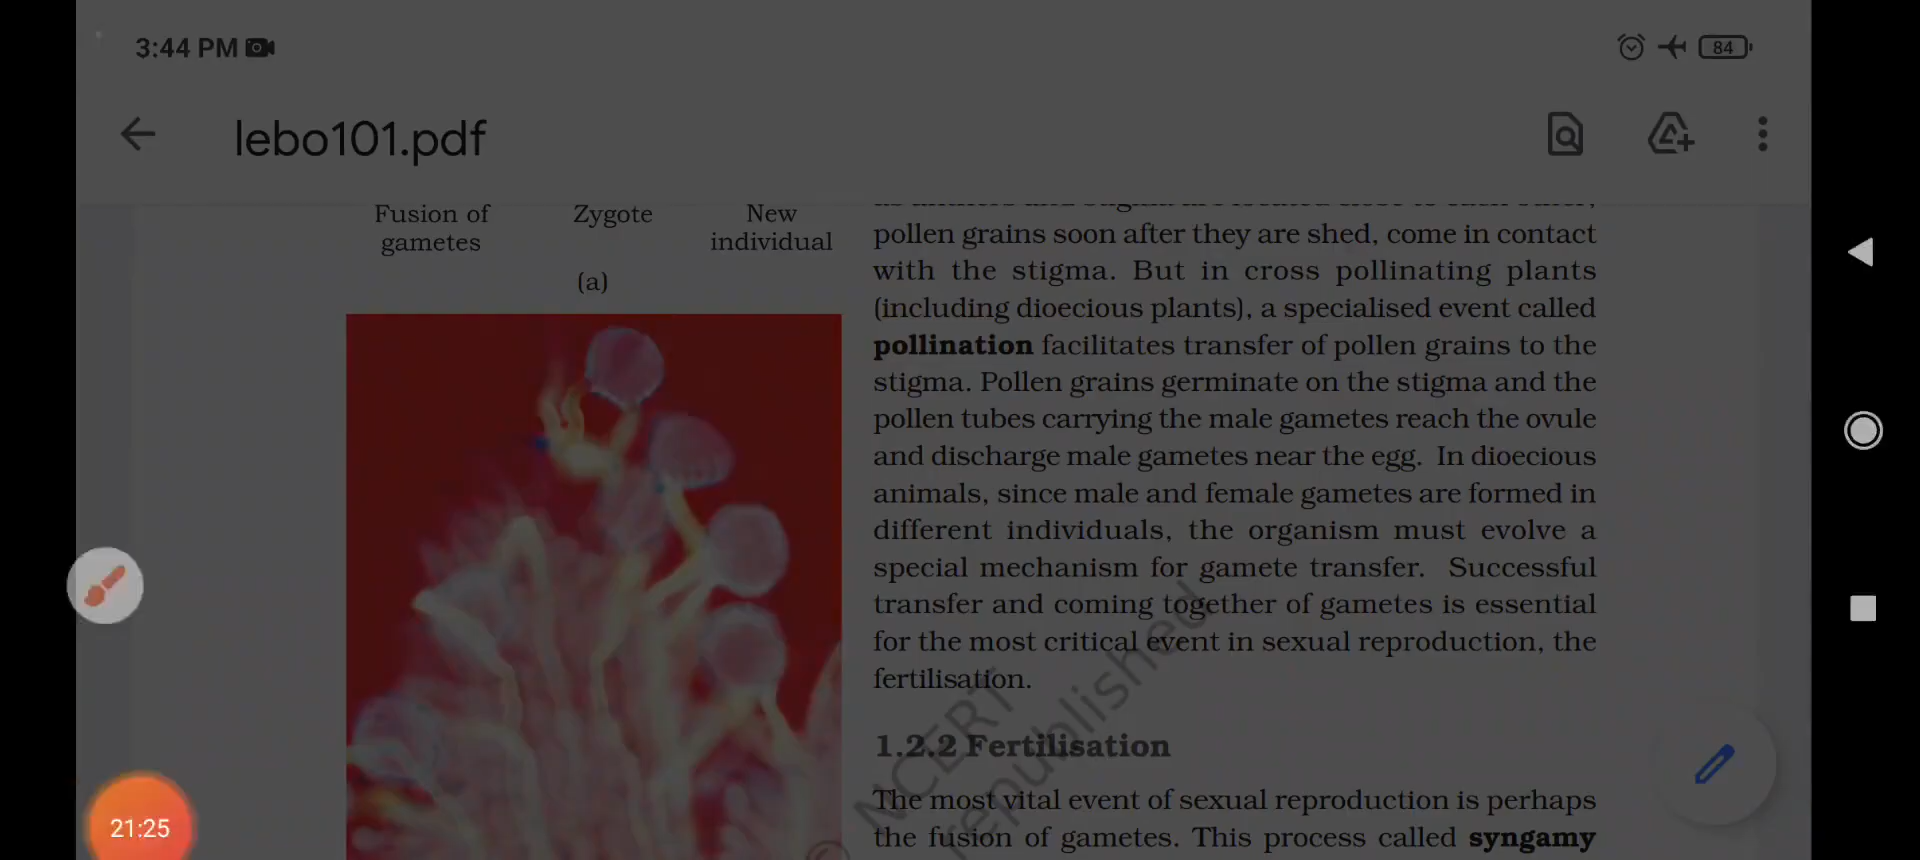 3:44 PM
84
lebo101.pdf
Fusion of gametes
Zygote
New individual
(a)
pollen grains soon after they are shed, come in contact
with the stigma. But in cross pollinating plants
(including dioecious plants), a specialised event called
pollination facilitates transfer of pollen grains to the
stigma. Pollen grains germinate on the stigma and the
pollen tubes carrying the male gametes reach the ovule
and discharge male gametes near the egg. In dioecious
animals, since male and female gametes are formed in
different individuals, the organism must evolve a
special mechanism for gamete transfer. Successful
transfer and coming together of gametes is essential
for the most critical event in sexual reproduction, the
fertilisation.
1.2.2 Fertilisation
The most vital event of sexual reproduction is perhaps
the fusion of gametes. This process called syngamy
© NCERT
republished
21:25